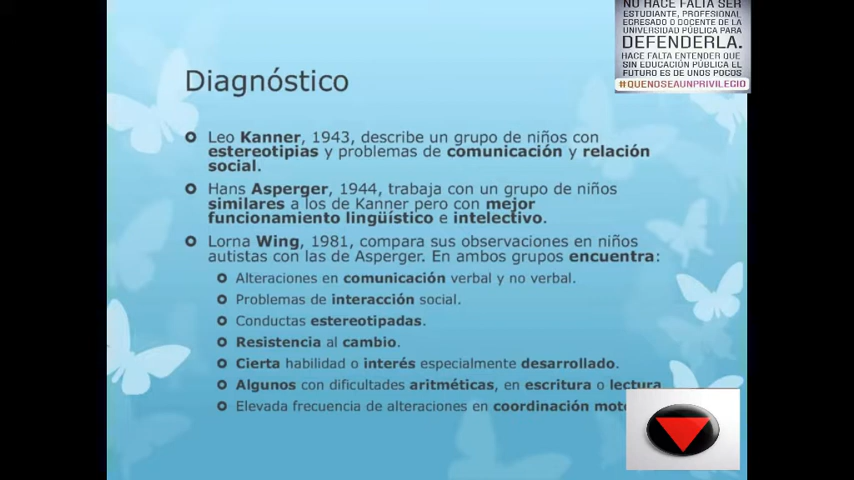 NO HACE FALTA SER
ESTUDIANTE, PROFESIONAL,
EGRESADO O DOCENTE DE LA
UNIVERSIDAD PÚBLICA PARA
DEFENDERLA.
HACE FALTA ENTENDER QUE
SIN EDUCACIÓN PÚBLICA EL
FUTURO ES DE UNOS POCOS.
#QUENOSEAUNPRIVILEGIO
Diagnóstico
Leo Kanner, 1943, describe un grupo de niños con
estereotipias y problemas de comunicación y relación
social.
Hans Asperger, 1944, trabaja con un grupo de niños
similares a los de Kanner pero con mejor
funcionamiento lingüístico e intelectivo.
Lorna Wing, 1981, compara sus observaciones en niños
autistas con las de Asperger. En ambos grupos encuentra:
Alteraciones en comunicación verbal y no verbal.
Problemas de interacción social.
Conductas estereotipadas.
Resistencia al cambio.
Cierta habilidad o interés especialmente desarrollado.
Algunos con dificultades aritméticas, en escritura o lectura
Elevada frecuencia de alteraciones en coordinación